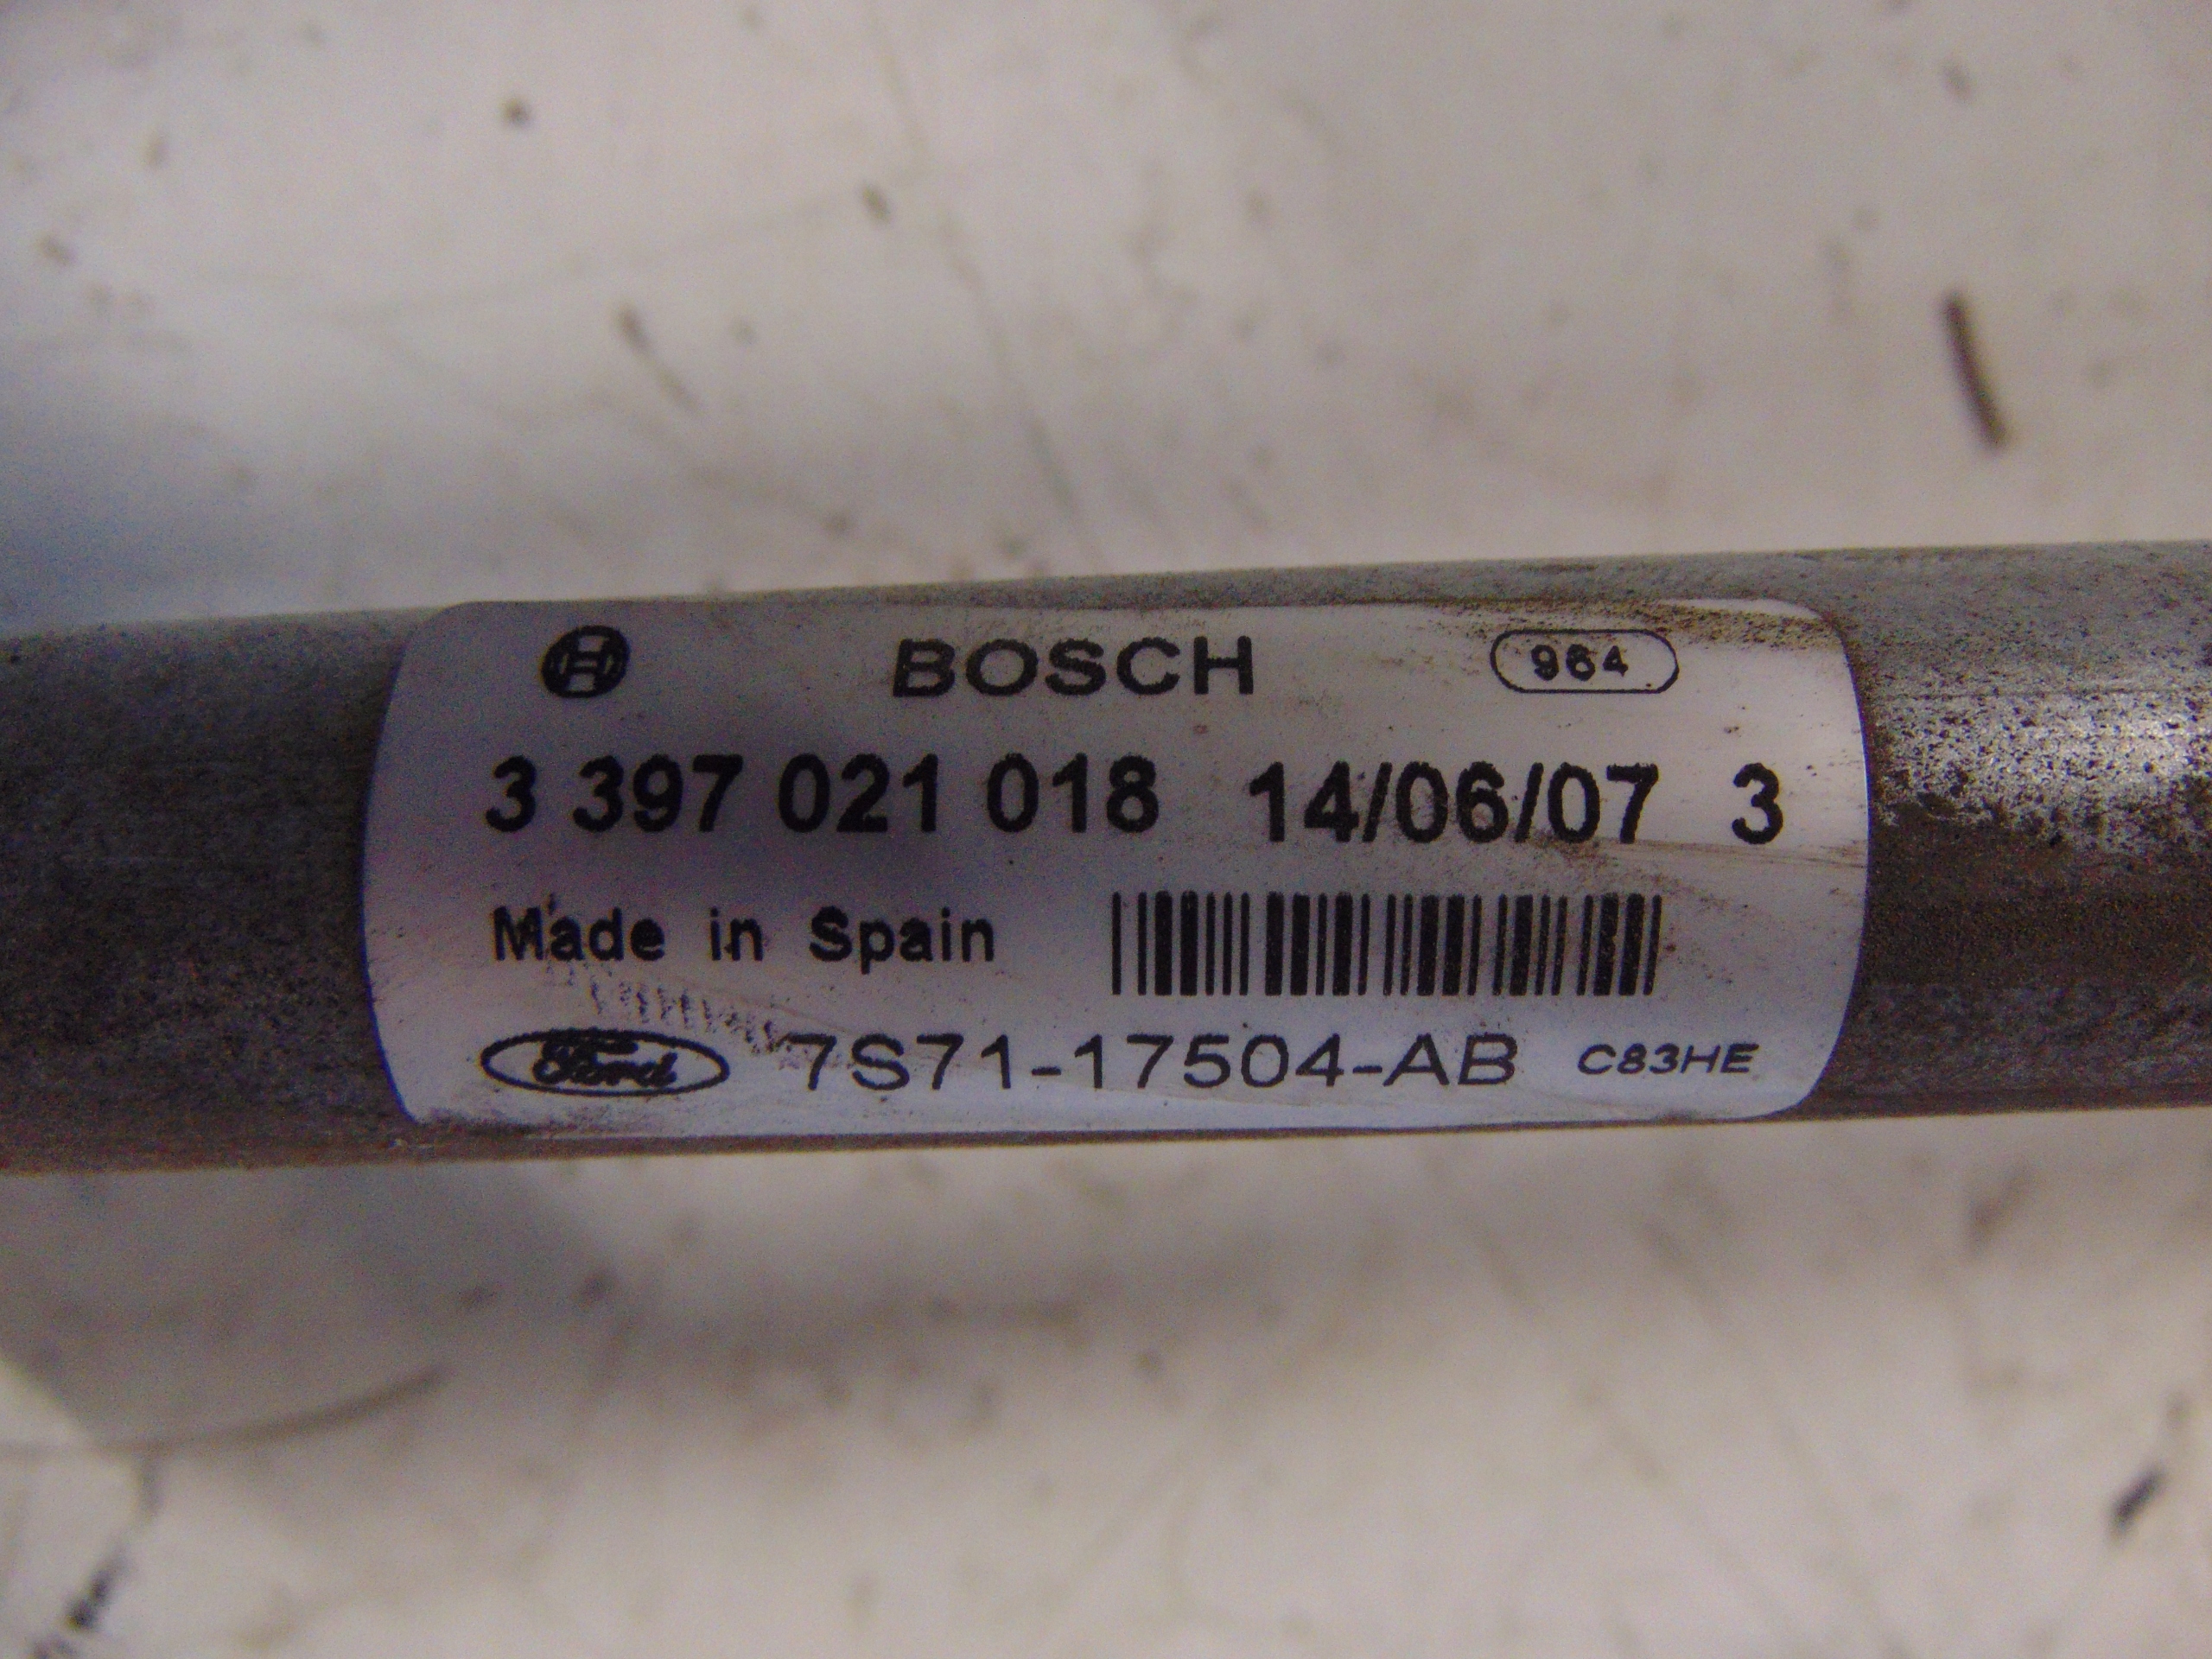 BOSCH 964
3 397 021 018 14/06/07 3
Made in Spain
Ford 7S71-17504-AB C83HE